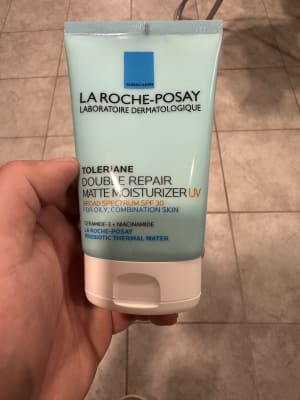 LA ROCHE-POSAY
LABORATOIRE DERMATOLOGIQUE
TOLERIANE
DOUBLE REPAIR
MATTE MOISTURIZER UV
BROAD SPECTRUM SPF 30
FOR OILY, COMBINATION SKIN
CERAMIDE-3 + NIACINAMIDE
LA ROCHE-POSAY
PREBIOTIC THERMAL WATER